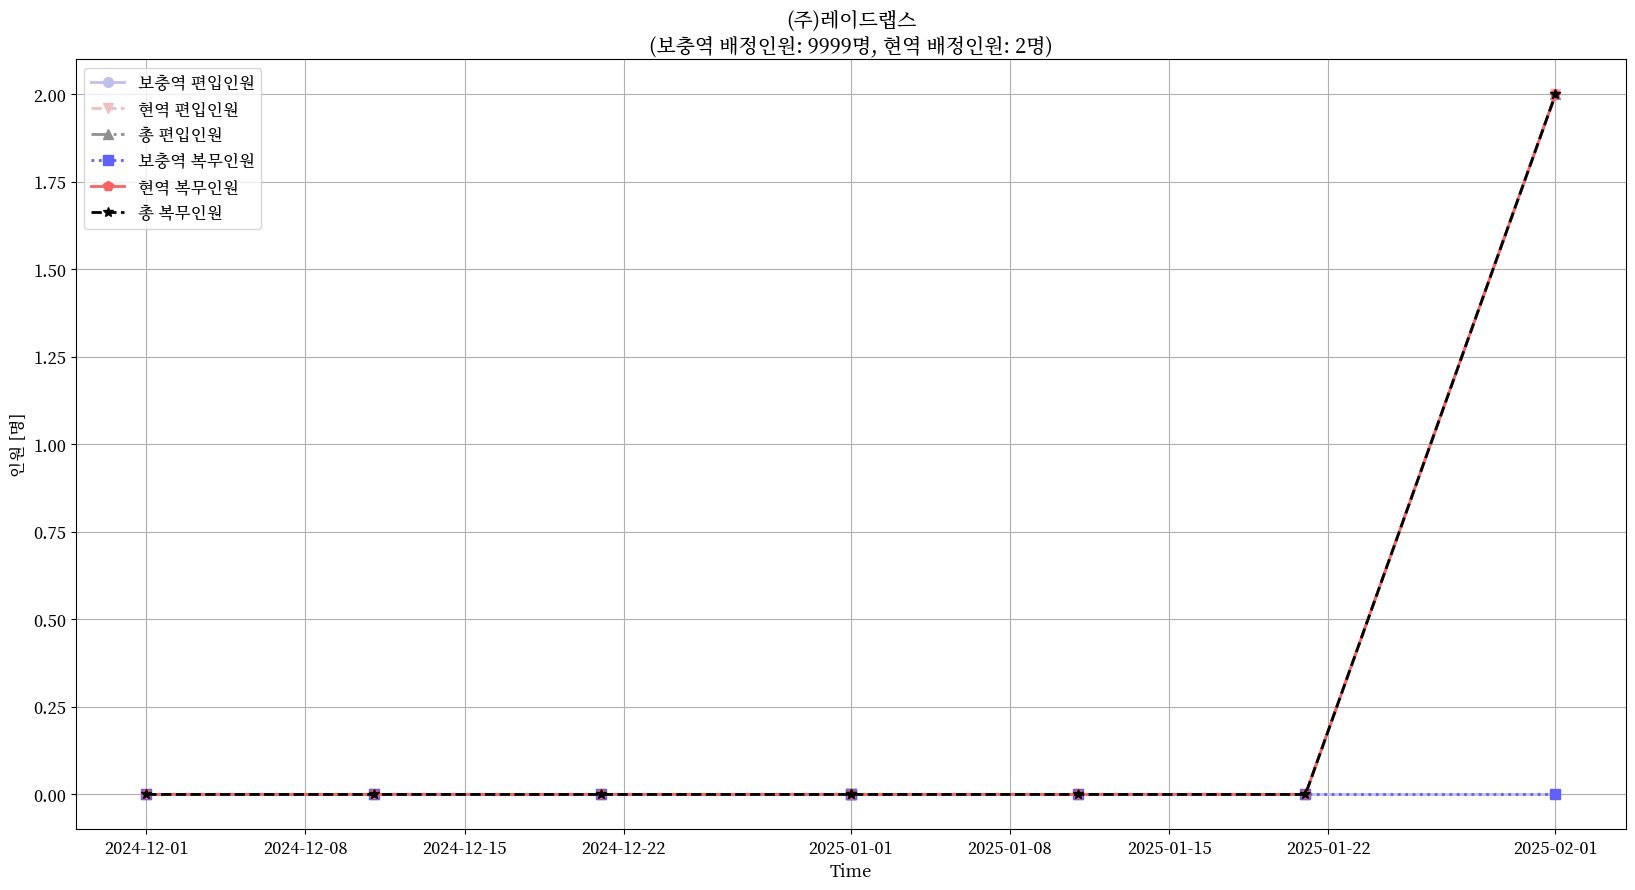 (주)레이드랩스
(보충역 배정인원: 9999명, 현역 배정인원: 2명)
보충역 편입인원
현역 편입인원
총 편입인원
보충역 복무인원
현역 복무인원
총 복무인원
2.00
1.75
1.50
1.25
1.00
0.75
0.50
0.25
0.00
인원 [명]
2024-12-01 2024-12-08 2024-12-15 2024-12-22 2025-01-01 2025-01-08 2025-01-15 2025-01-22 2025-02-01
Time